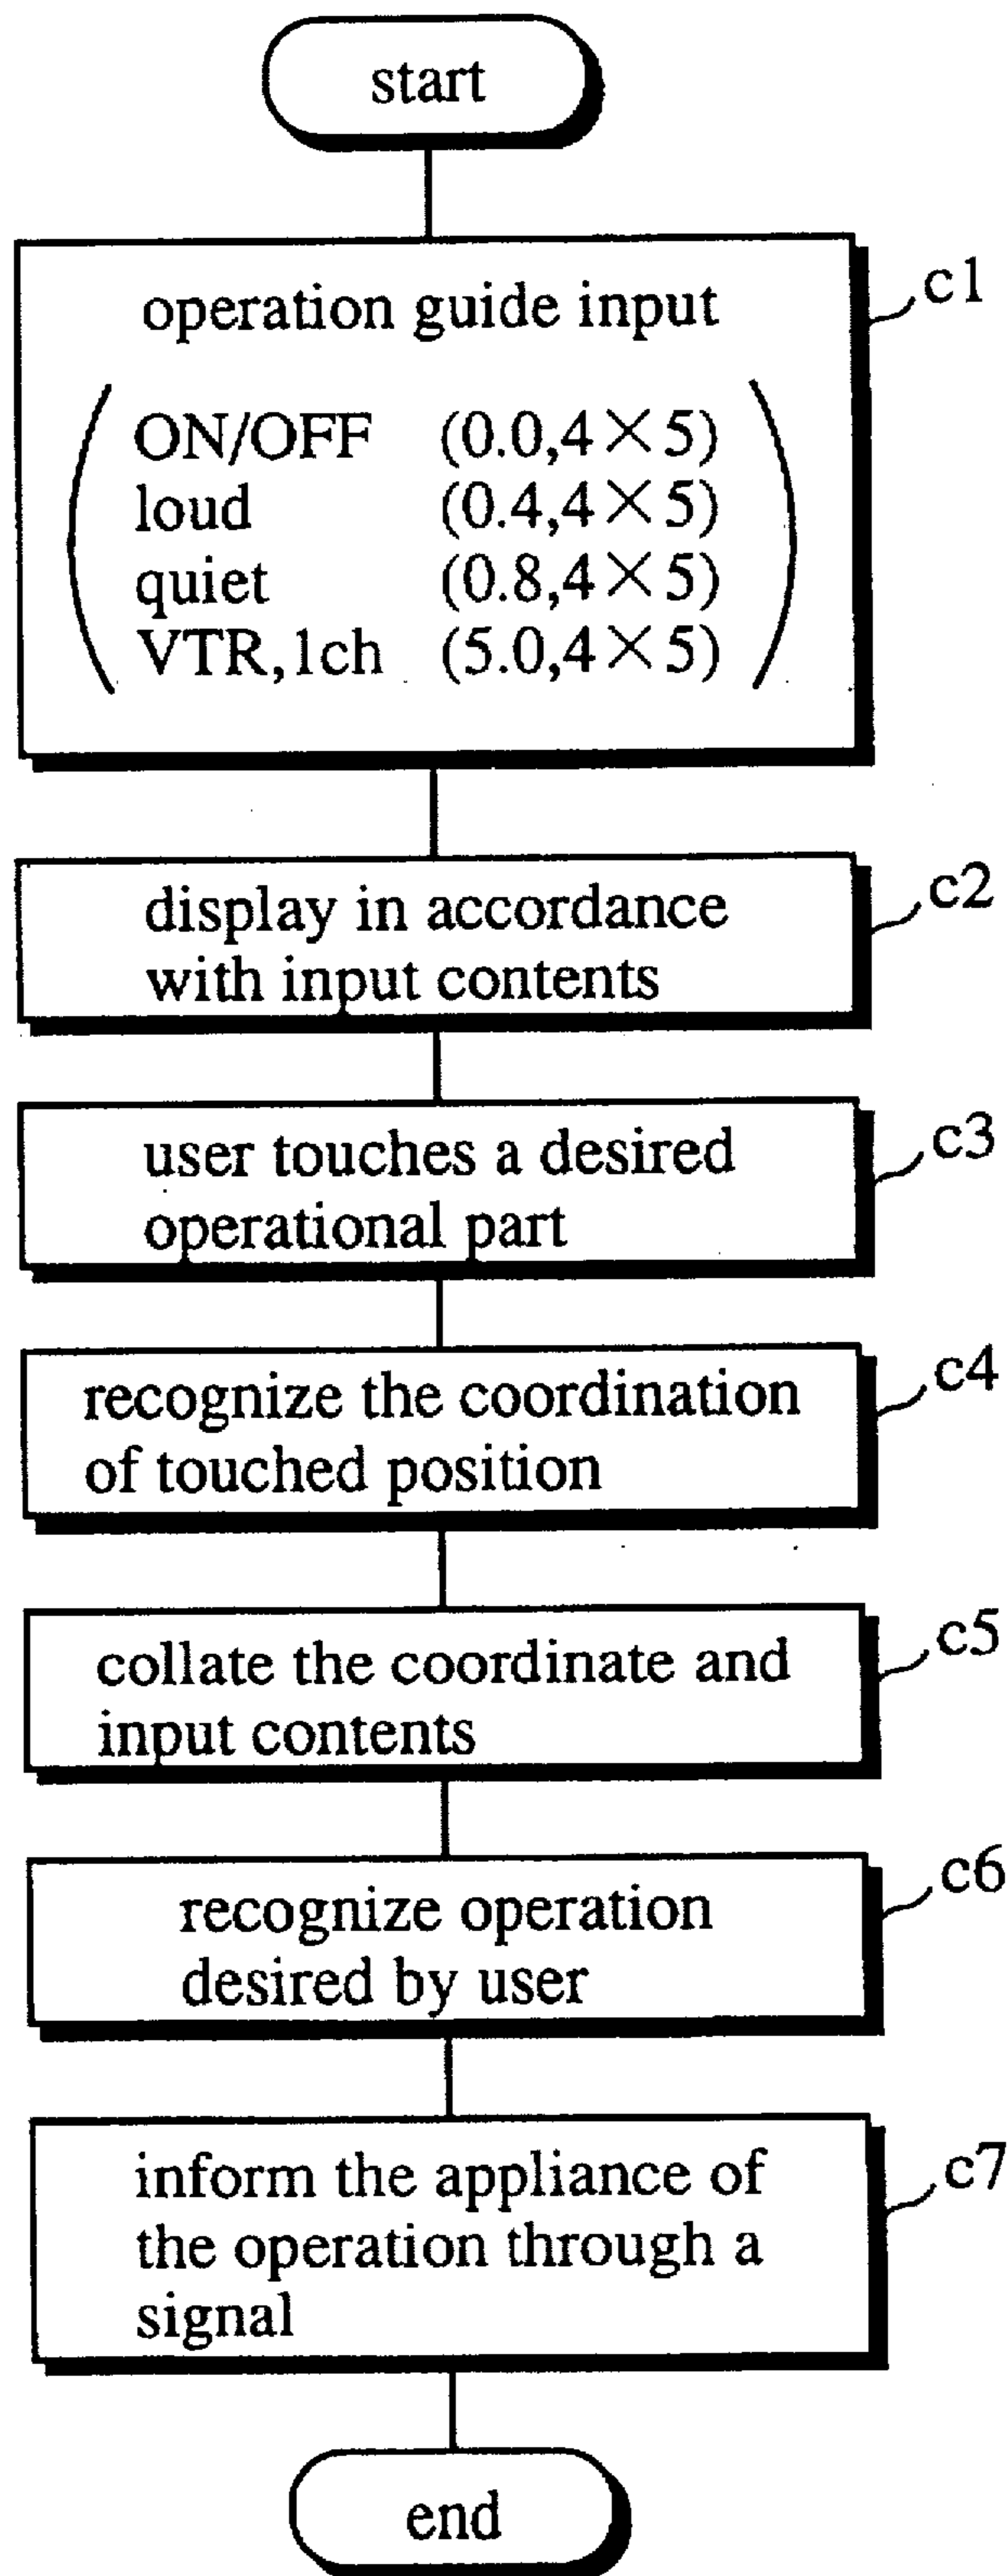 start
c1
operation guide input
ON/OFF (0.0,4×5)
loud (0.4,4×5)
quiet (0.8,4×5)
VTR,1ch (5.0,4×5)
c2
display in accordance
with input contents
c3
user touches a desired
operational part
c4
recognize the coordination
of touched position
c5
collate the coordinate and
input contents
c6
recognize operation
desired by user
c7
inform the appliance of
the operation through a
signal
end